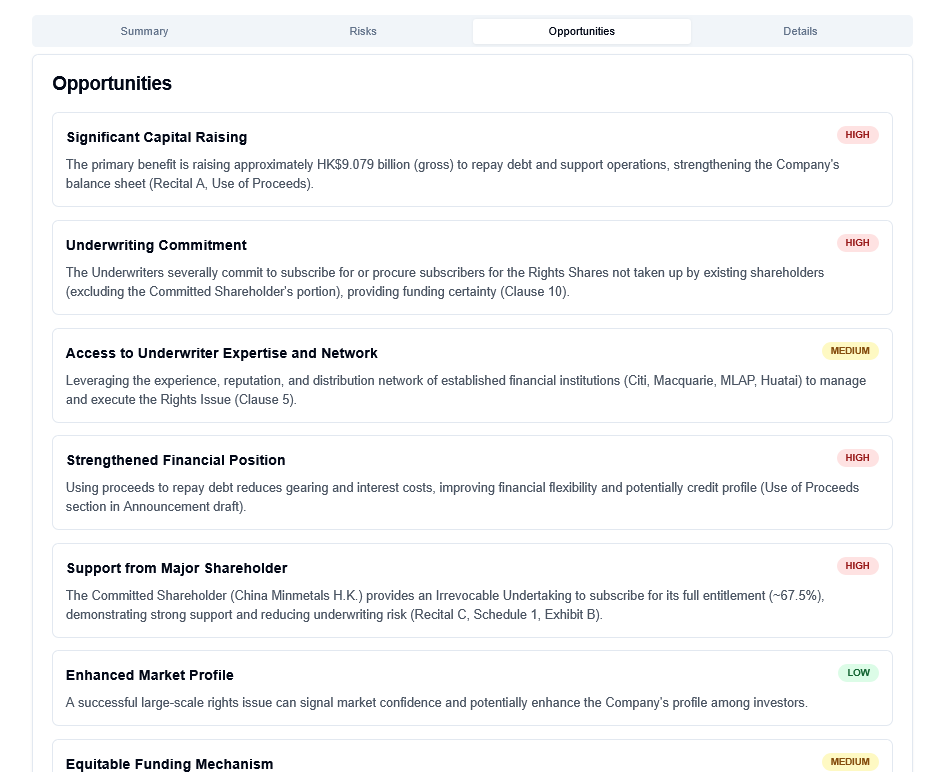 Summary Risks Opportunities Details
Opportunities
Significant Capital Raising HIGH
The primary benefit is raising approximately HK$9.079 billion (gross) to repay debt and support operations, strengthening the Company's
balance sheet (Recital A, Use of Proceeds).
Underwriting Commitment HIGH
The Underwriters severally commit to subscribe for or procure subscribers for the Rights Shares not taken up by existing shareholders
(excluding the Committed Shareholder's portion), providing funding certainty (Clause 10).
Access to Underwriter Expertise and Network MEDIUM
Leveraging the experience, reputation, and distribution network of established financial institutions (Citi, Macquarie, MLAP, Huatai) to manage
and execute the Rights Issue (Clause 5).
Strengthened Financial Position HIGH
Using proceeds to repay debt reduces gearing and interest costs, improving financial flexibility and potentially credit profile (Use of Proceeds
section in Announcement draft).
Support from Major Shareholder HIGH
The Committed Shareholder (China Minmetals H.K.) provides an Irrevocable Undertaking to subscribe for its full entitlement (~67.5%),
demonstrating strong support and reducing underwriting risk (Recital C, Schedule 1, Exhibit B).
Enhanced Market Profile LOW
A successful large-scale rights issue can signal market confidence and potentially enhance the Company's profile among investors.
Equitable Funding Mechanism MEDIUM